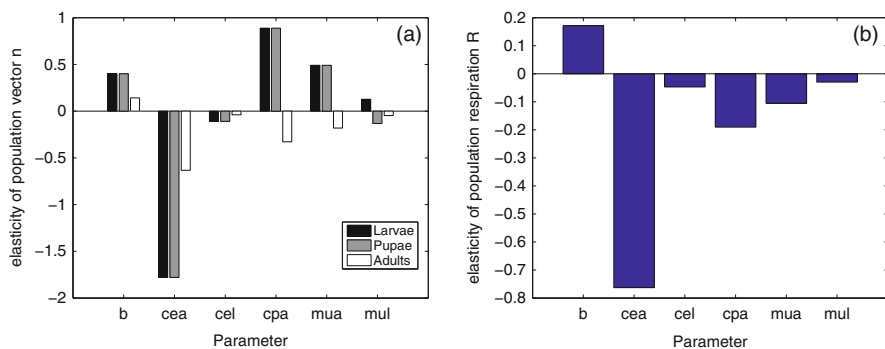 (a)
elasticity of population vector n
1
0.5
0
−0.5
−1
−1.5
−2
Larvae
Pupae
Adults
b cea cel cpa mua mul
Parameter
(b)
elasticity of population respiration R
0.2
0.1
0
−0.1
−0.2
−0.3
−0.4
−0.5
−0.6
−0.7
−0.8
b cea cel cpa mua mul
Parameter